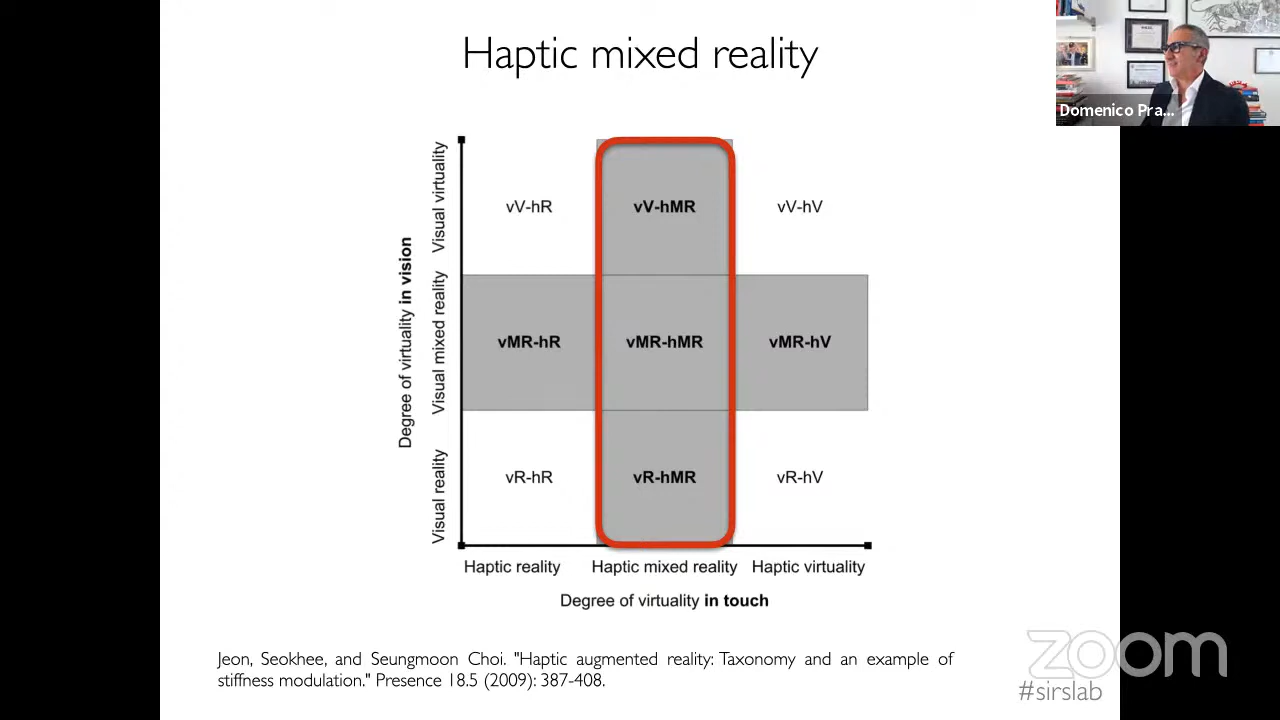 Haptic mixed reality
Domenico Pra...
Degree of virtuality in vision
Visual virtuality
Visual mixed reality
Visual reality
vV-hR
vV-hMR
vV-hV
vMR-hR
vMR-hMR
vMR-hV
vR-hR
vR-hMR
vR-hV
Haptic reality
Haptic mixed reality
Haptic virtuality
Degree of virtuality in touch
Jeon, Seokhee, and Seungmoon Choi. "Haptic augmented reality: Taxonomy and an example of
stiffness modulation." Presence 18.5 (2009): 387-408.
zoom
#sirslab